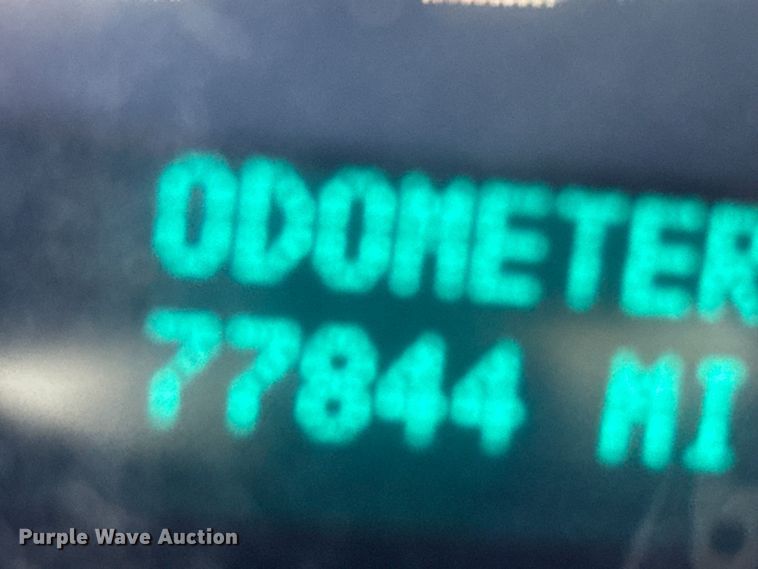 ODOMETER
77844 MI
Purple Wave Auction